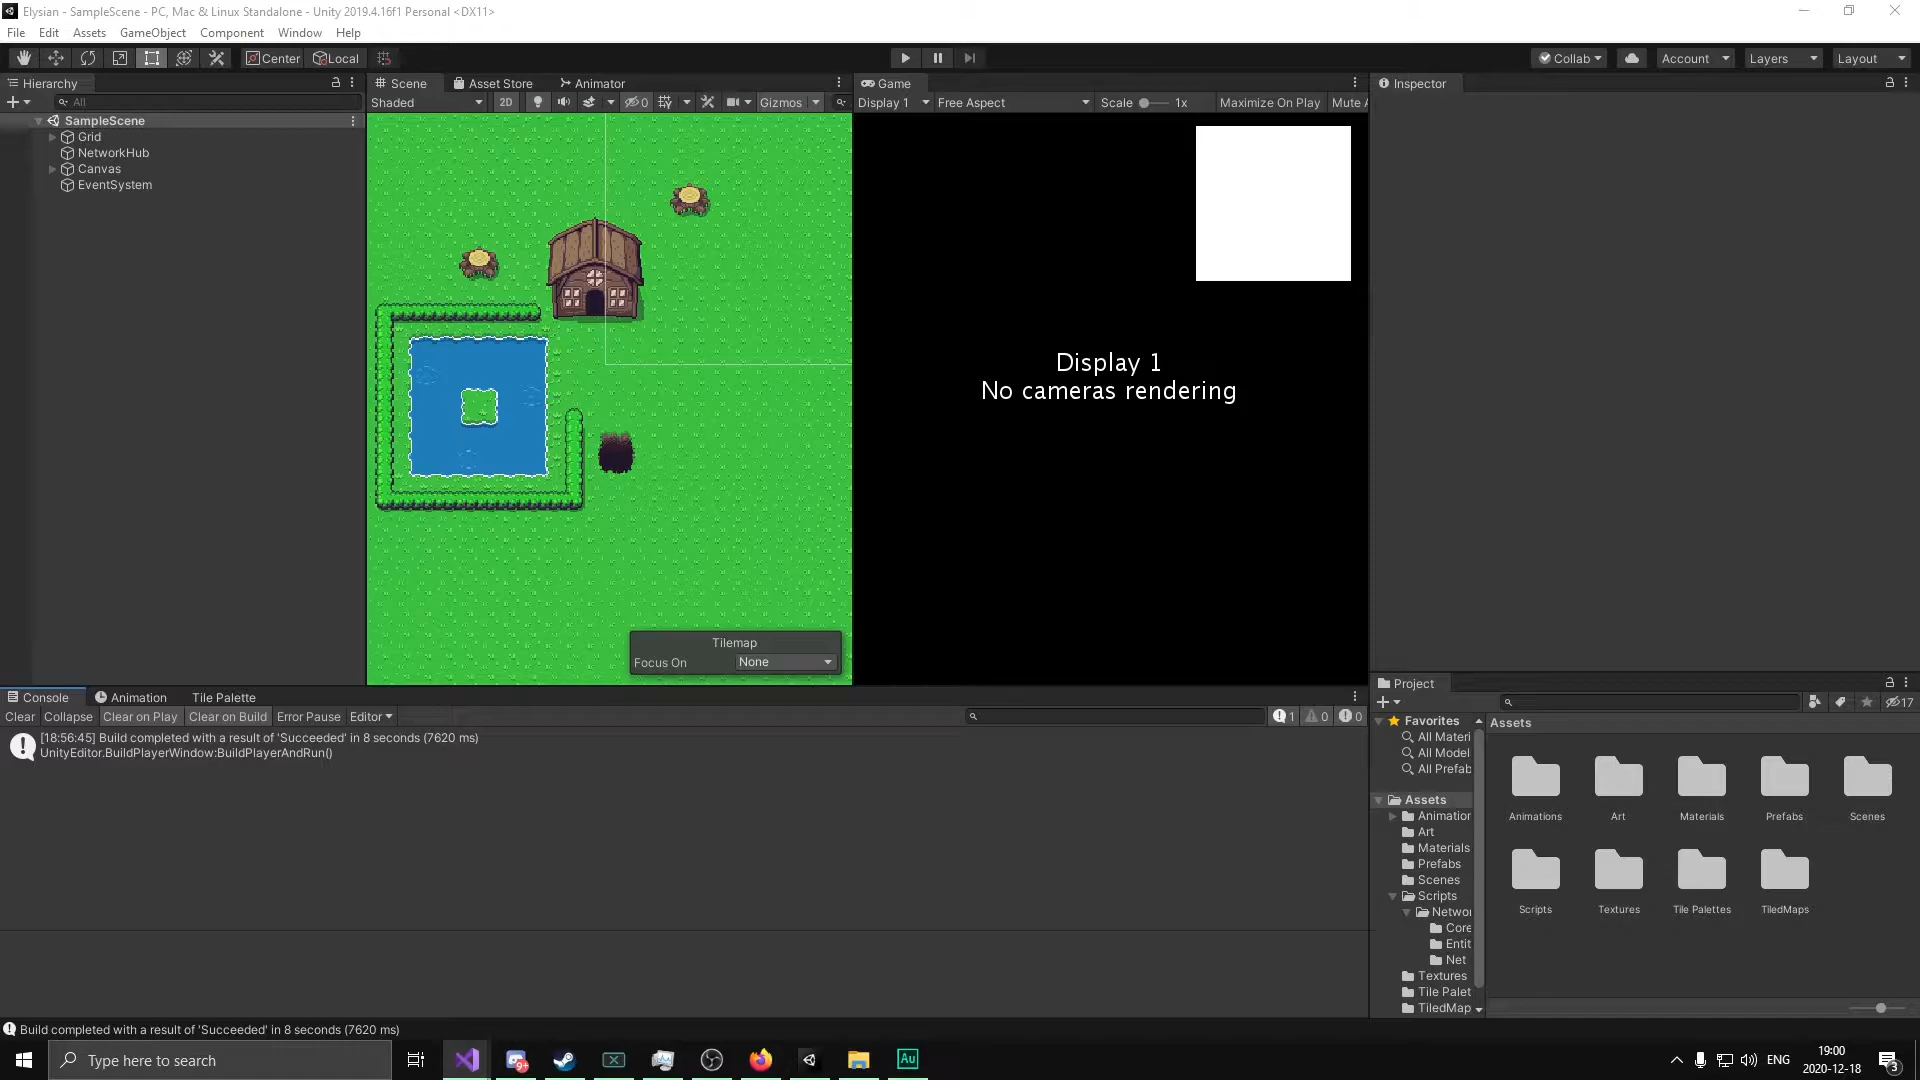 Elysian - SampleScene - PC, Mac & Linux Standalone - Unity 2019.4.16f1 Personal <DX11>
File Edit Assets GameObject Component Window Help
Center Local Collab Account Layers Layout
Hierarchy
All
SampleScene
Grid
NetworkHub
Canvas
EventSystem
Scene Asset Store Animator
Shaded 2D 0 Gizmos
Tilemap
Focus On None
Game
Display 1 Free Aspect Scale 1x Maximize On Play Mute A
Display 1
No cameras rendering
Inspector
Console Animation Tile Palette
Clear Collapse Clear on Play Clear on Build Error Pause Editor 1 0 0
[18:56:45] Build completed with a result of 'Succeeded' in 8 seconds (7620 ms)
UnityEditor.BuildPlayerWindow:BuildPlayerAndRun()
Project
17
Favorites
All Materi
All Model
All Prefab
Assets
Animation
Art
Materials
Prefabs
Scenes
Scripts
Networ
Core
Entit
Net
Textures
Tile Palet
TiledMap
Assets
Animations Art Materials Prefabs Scenes
Scripts Textures Tile Palettes TiledMaps
Build completed with a result of 'Succeeded' in 8 seconds (7620 ms)
Type here to search
9+
Au
ENG
19:00
2020-12-18
3